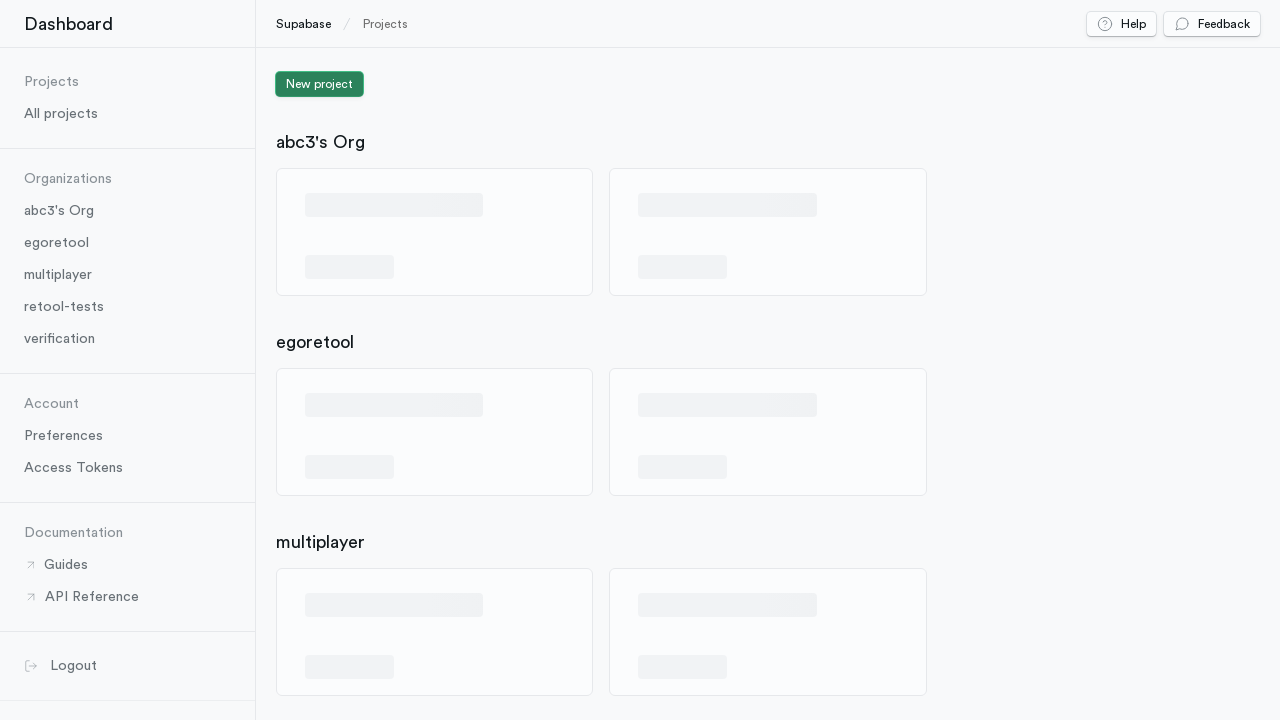 Dashboard
Supabase / Projects
Help
Feedback
Projects
All projects
Organizations
abc3's Org
egoretool
multiplayer
retool-tests
verification
Account
Preferences
Access Tokens
Documentation
Guides
API Reference
Logout
New project
abc3's Org
egoretool
multiplayer